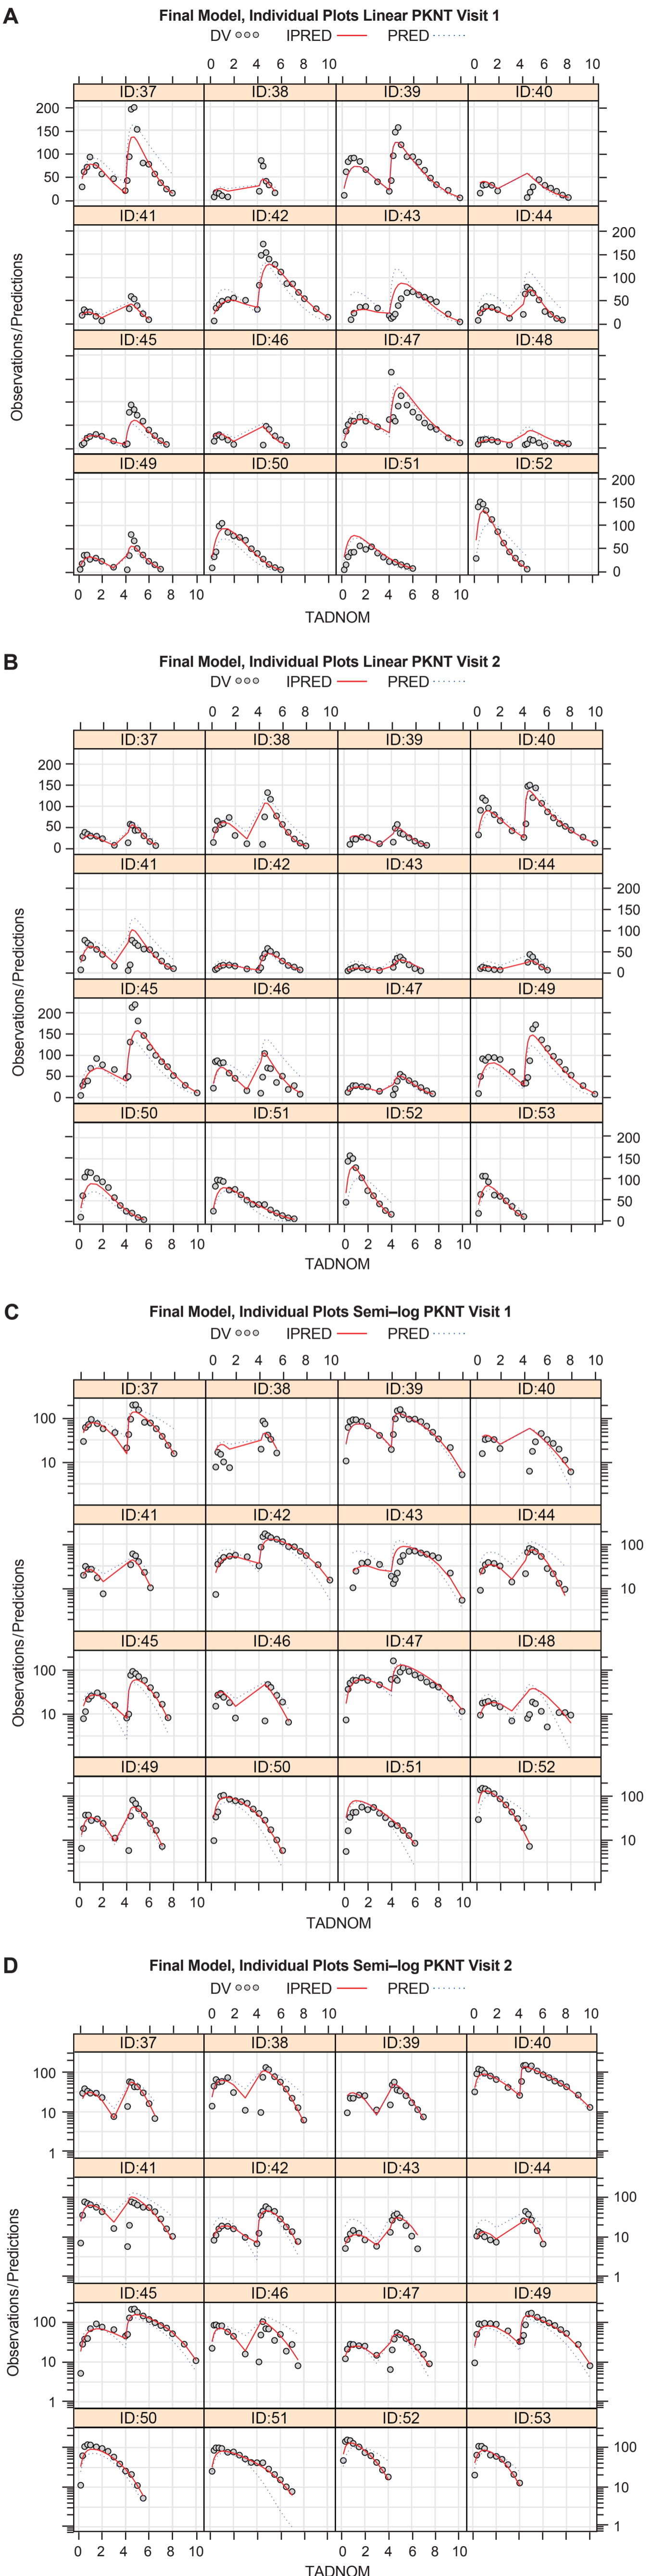 A
Final Model, Individual Plots Linear PKNT Visit 1
DV IPRED PRED
0 2 4 6 8 10 0 2 4 6 8 10
ID:37 ID:38 ID:39 ID:40
200
150
100
50
0
ID:41 ID:42 ID:43 ID:44
200
150
100
50
0
ID:45 ID:46 ID:47 ID:48
ID:49 ID:50 ID:51 ID:52
200
150
100
50
0
0 2 4 6 8 10 0 2 4 6 8 10
Observations/Predictions
TADNOM
B
Final Model, Individual Plots Linear PKNT Visit 2
DV IPRED PRED
0 2 4 6 8 10 0 2 4 6 8 10
ID:37 ID:38 ID:39 ID:40
200
150
100
50
0
ID:41 ID:42 ID:43 ID:44
200
150
100
50
0
ID:45 ID:46 ID:47 ID:49
200
150
100
50
0
ID:50 ID:51 ID:52 ID:53
200
150
100
50
0
0 2 4 6 8 10 0 2 4 6 8 10
Observations/Predictions
TADNOM
C
Final Model, Individual Plots Semi–log PKNT Visit 1
DV IPRED PRED
0 2 4 6 8 10 0 2 4 6 8 10
ID:37 ID:38 ID:39 ID:40
100
10
ID:41 ID:42 ID:43 ID:44
100
10
ID:45 ID:46 ID:47 ID:48
100
10
ID:49 ID:50 ID:51 ID:52
100
10
0 2 4 6 8 10 0 2 4 6 8 10
Observations/Predictions
TADNOM
D
Final Model, Individual Plots Semi–log PKNT Visit 2
DV IPRED PRED
0 2 4 6 8 10 0 2 4 6 8 10
ID:37 ID:38 ID:39 ID:40
100
10
1
ID:41 ID:42 ID:43 ID:44
100
10
1
ID:45 ID:46 ID:47 ID:49
100
10
1
ID:50 ID:51 ID:52 ID:53
100
10
1
0 2 4 6 8 10 0 2 4 6 8 10
Observations/Predictions
TADNOM